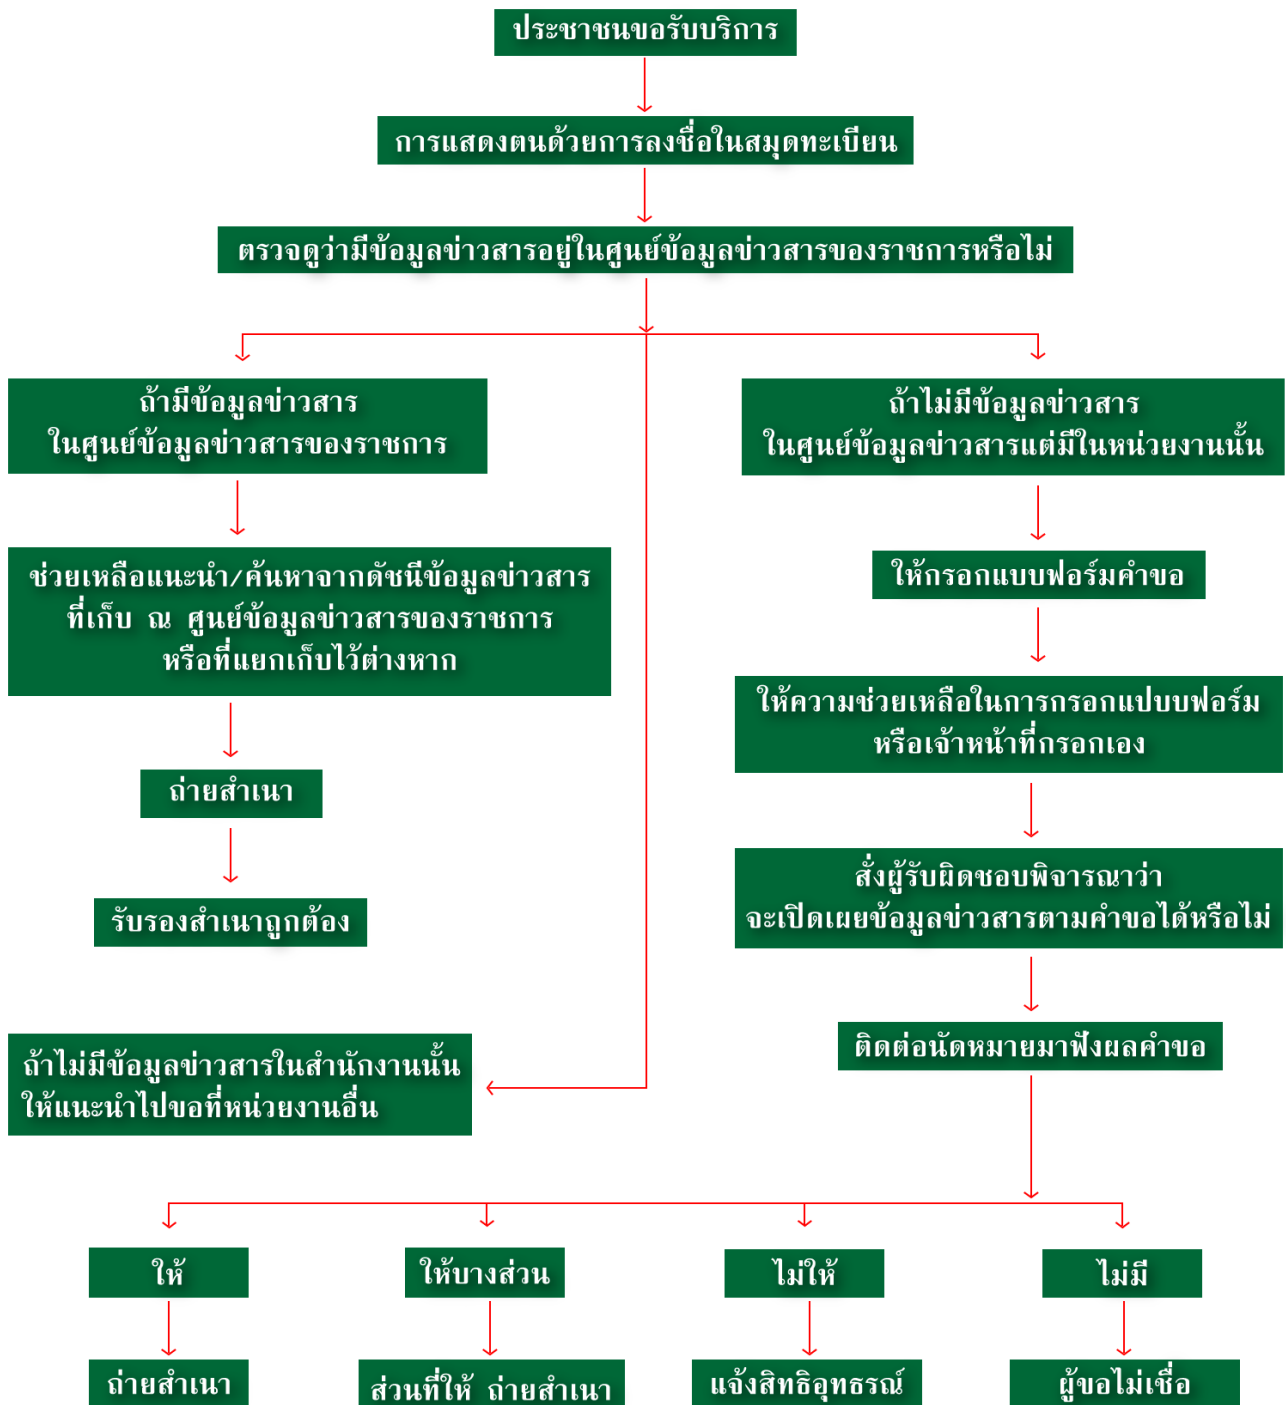 ประชาชนขอรับบริการ
การแสดงตนด้วยการลงชื่อในสมุดทะเบียน
ตรวจดูว่ามีข้อมูลข่าวสารอยู่ในศูนย์ข้อมูลข่าวสารของราชการหรือไม่
ถ้ามีข้อมูลข่าวสาร
ในศูนย์ข้อมูลข่าวสารของราชการ
ช่วยเหลือแนะนำ/ค้นหาจากดัชนีข้อมูลข่าวสาร
ที่เก็บ ณ ศูนย์ข้อมูลข่าวสารของราชการ
หรือที่แยกเก็บไว้ต่างหาก
ถ่ายสำเนา
รับรองสำเนาถูกต้อง
ถ้าไม่มีข้อมูลข่าวสาร
ในศูนย์ข้อมูลข่าวสารแต่มีในหน่วยงานนั้น
ให้กรอกแบบฟอร์มคำขอ
ให้ความช่วยเหลือในการกรอกแปบบฟอร์ม
หรือเจ้าหน้าที่กรอกเอง
สั่งผู้รับผิดชอบพิจารณาว่า
จะเปิดเผยข้อมูลข่าวสารตามคำขอได้หรือไม่
ติดต่อนัดหมายมาฟังผลคำขอ
ถ้าไม่มีข้อมูลข่าวสารในสำนักงานนั้น
ให้แนะนำไปขอที่หน่วยงานอื่น
ให้
ให้บางส่วน
ไม่ให้
ไม่มี
ถ่ายสำเนา
ส่วนที่ให้ ถ่ายสำเนา
แจ้งสิทธิอุทธรณ์
ผู้ขอไม่เชื่อ